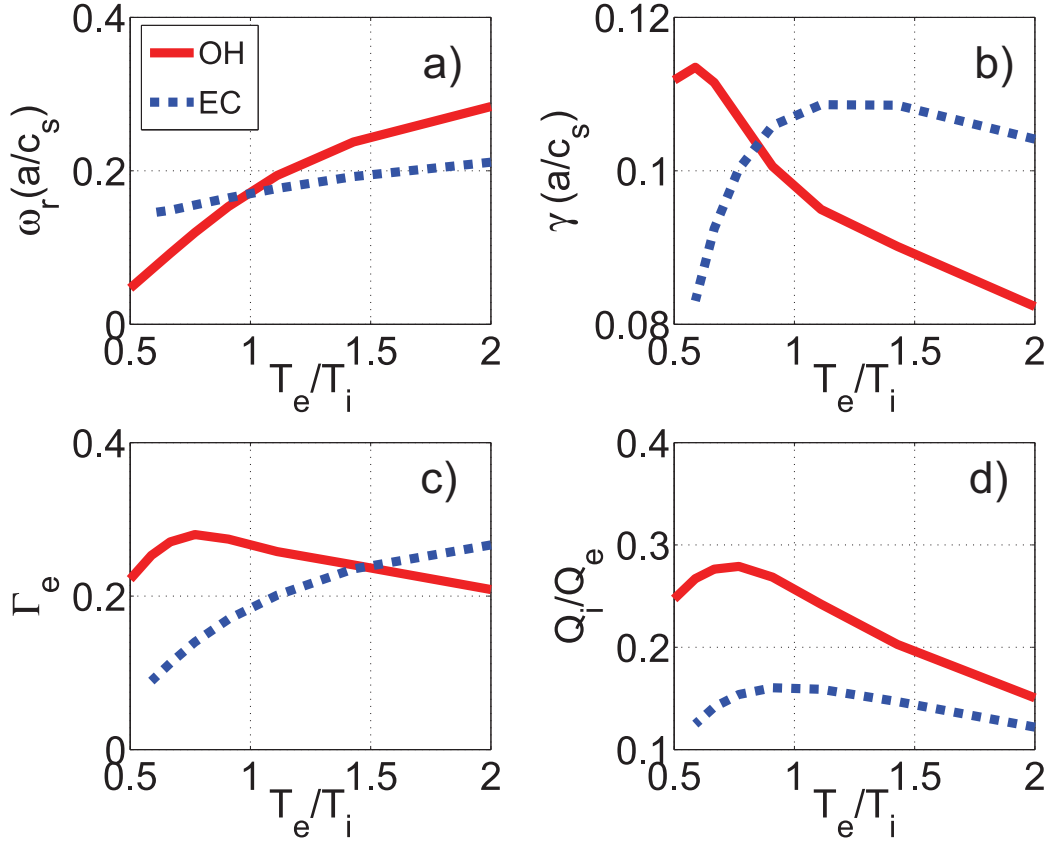 0.4
0.2
0
ω_r(a/c_s)
OH
EC
a)
0.5 1 1.5 2
T_e/T_i
0.12
0.1
0.08
γ (a/c_s)
b)
0.5 1 1.5 2
T_e/T_i
0.4
0.2
0
Γ_e
c)
0.5 1 1.5 2
T_e/T_i
0.4
0.3
0.2
0.1
Q_i/Q_e
d)
0.5 1 1.5 2
T_e/T_i